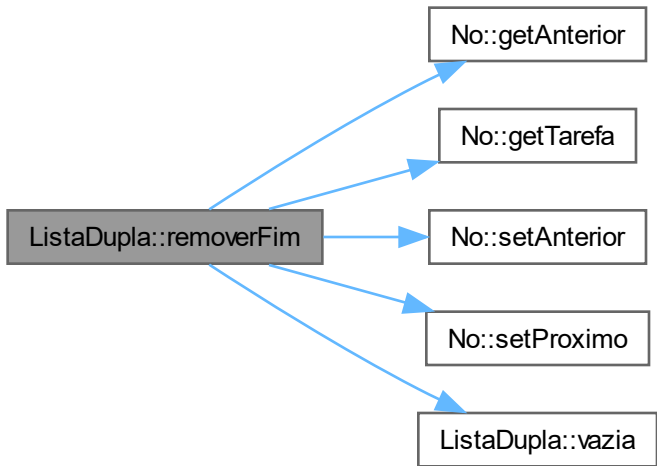 No::getAnterior
No::getTarefa
ListaDupla::removerFim
No::setAnterior
No::setProximo
ListaDupla::vazia